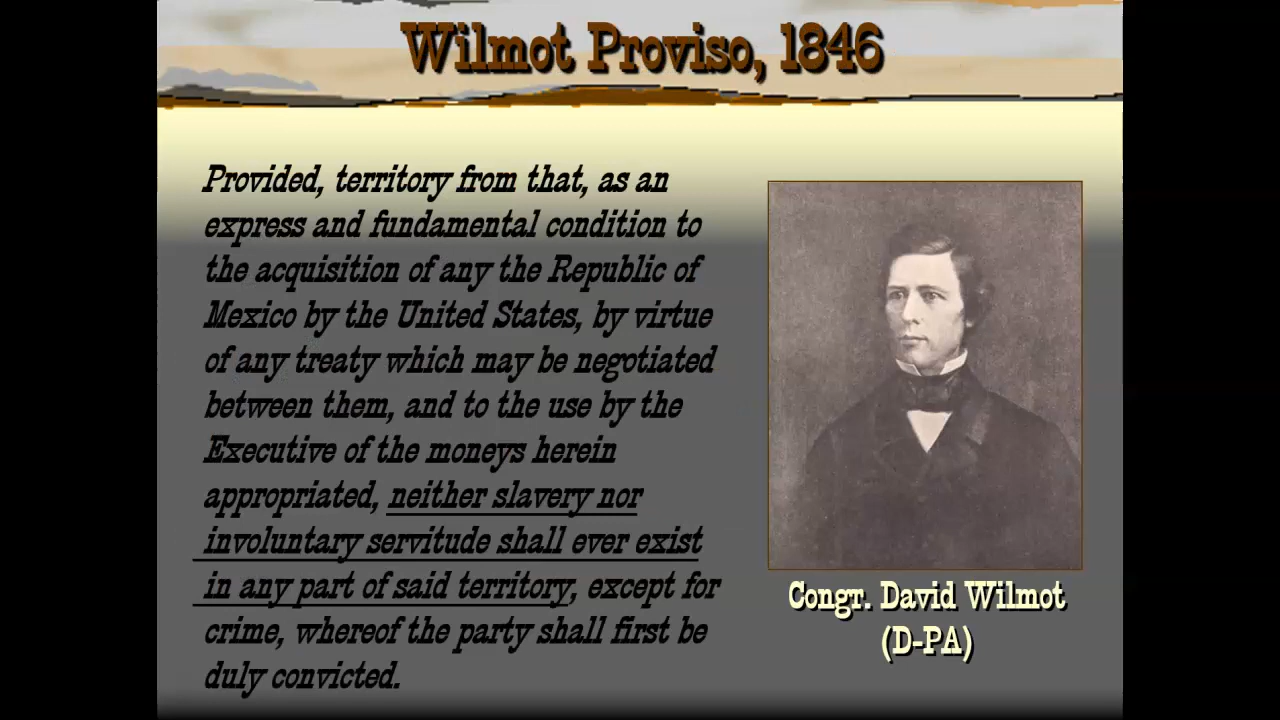 Wilmot Proviso, 1846
Provided, territory from that, as an
express and fundamental condition to
the acquisition of any the Republic of
Mexico by the United States, by virtue
of any treaty which may be negotiated
between them, and to the use by the
Executive of the moneys herein
appropriated, neither slavery nor
involuntary servitude shall ever exist
in any part of said territory, except for
crime, whereof the party shall first be
duly convicted.
Congr. David Wilmot
(D-PA)